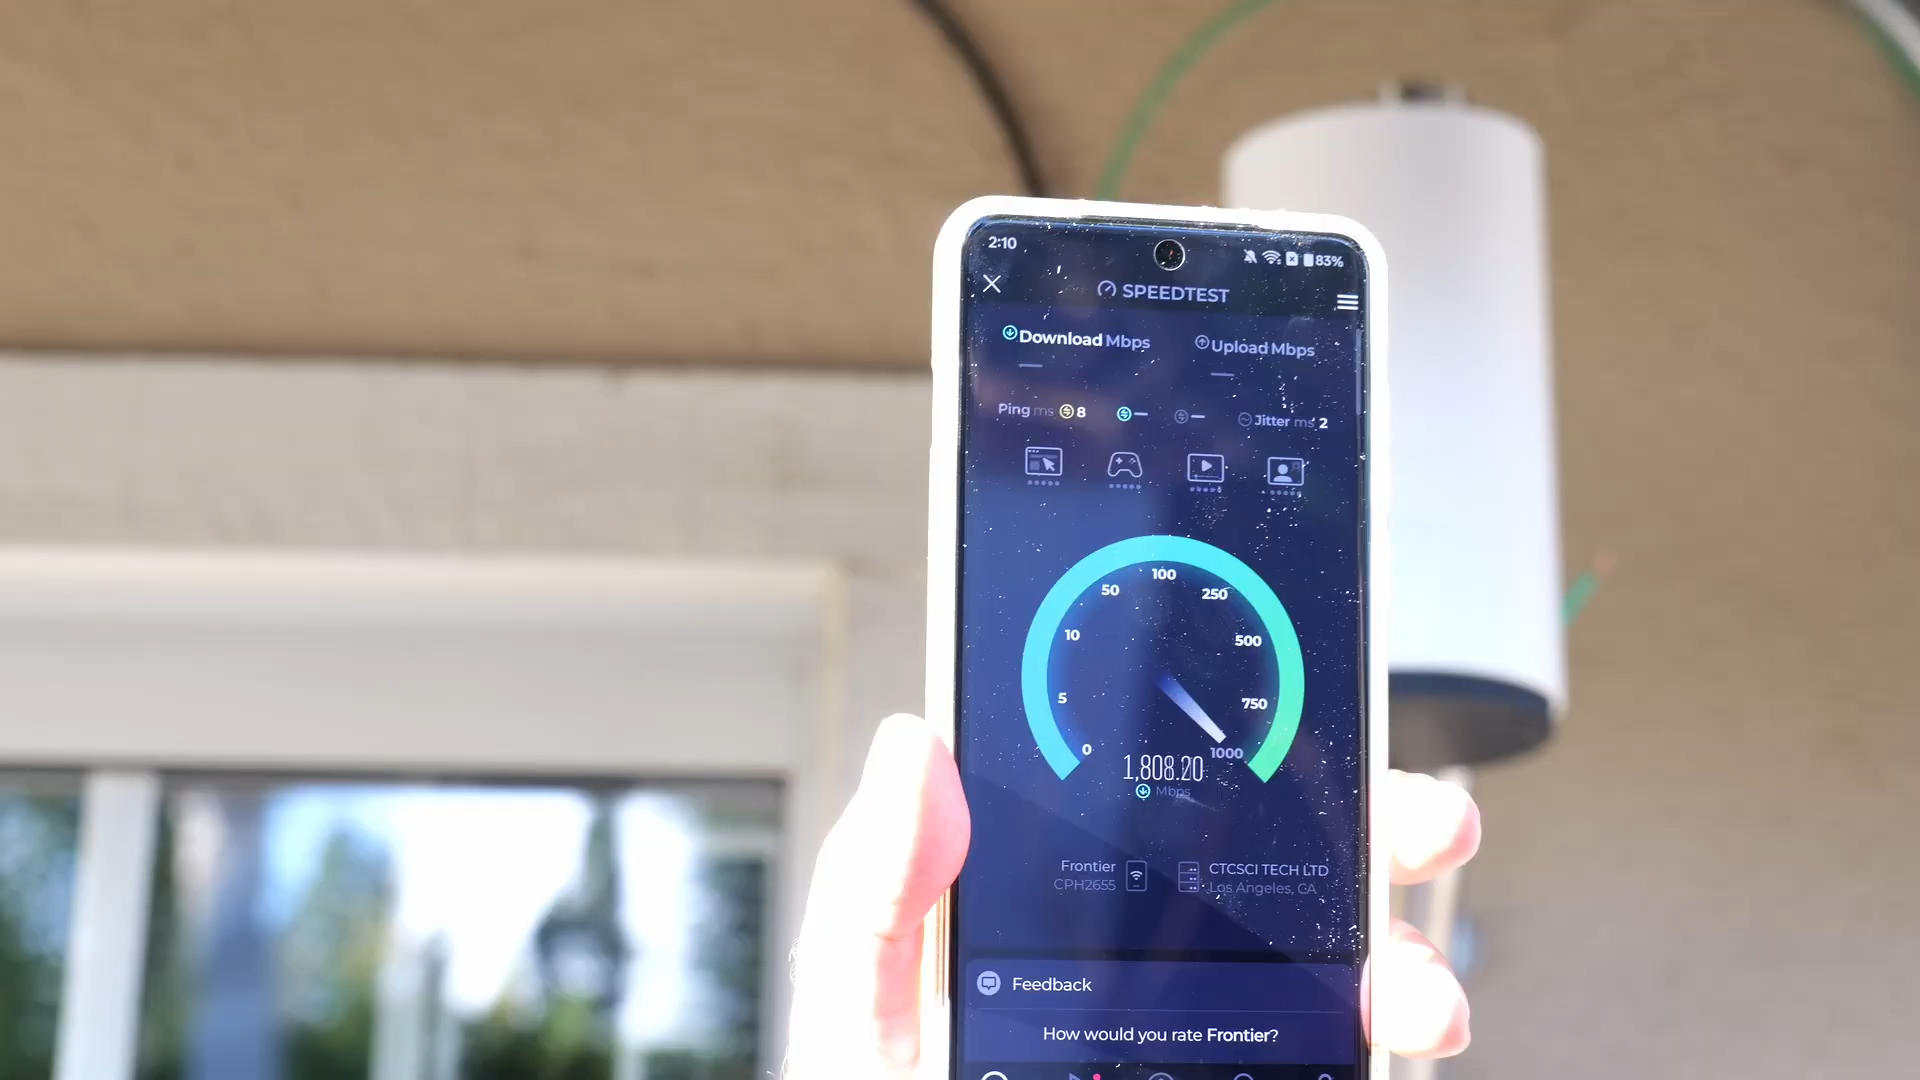 2:10
83%
SPEEDTEST
Download Mbps
Upload Mbps
Ping ms 8
Jitter ms 2
0
5
10
50
100
250
500
750
1000
1,808.20
Mbps
Frontier
CPH2655
CTCSCI TECH LTD
Los Angeles, CA
Feedback
How would you rate Frontier?